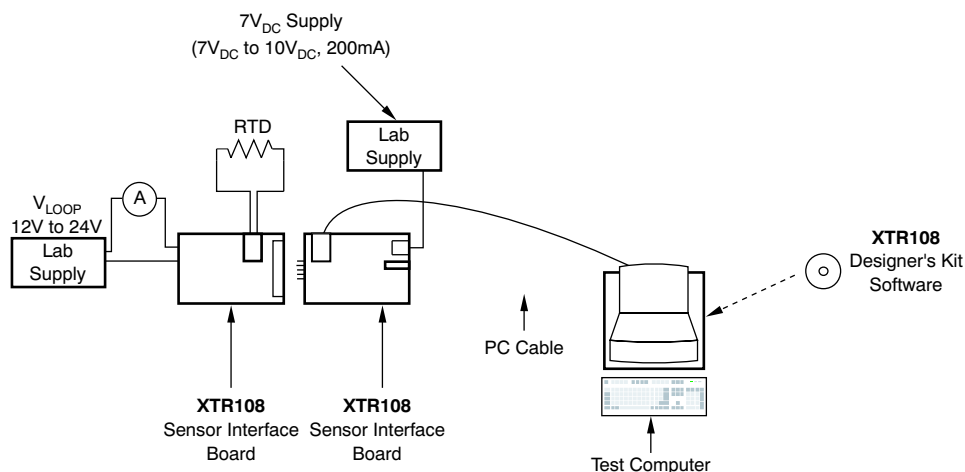 7V_DC Supply
(7V_DC to 10V_DC, 200mA)
RTD
Lab
Supply
A
V_LOOP
12V to 24V
Lab
Supply
XTR108
Designer's Kit
Software
PC Cable
XTR108
Sensor Interface
Board
XTR108
Sensor Interface
Board
Test Computer